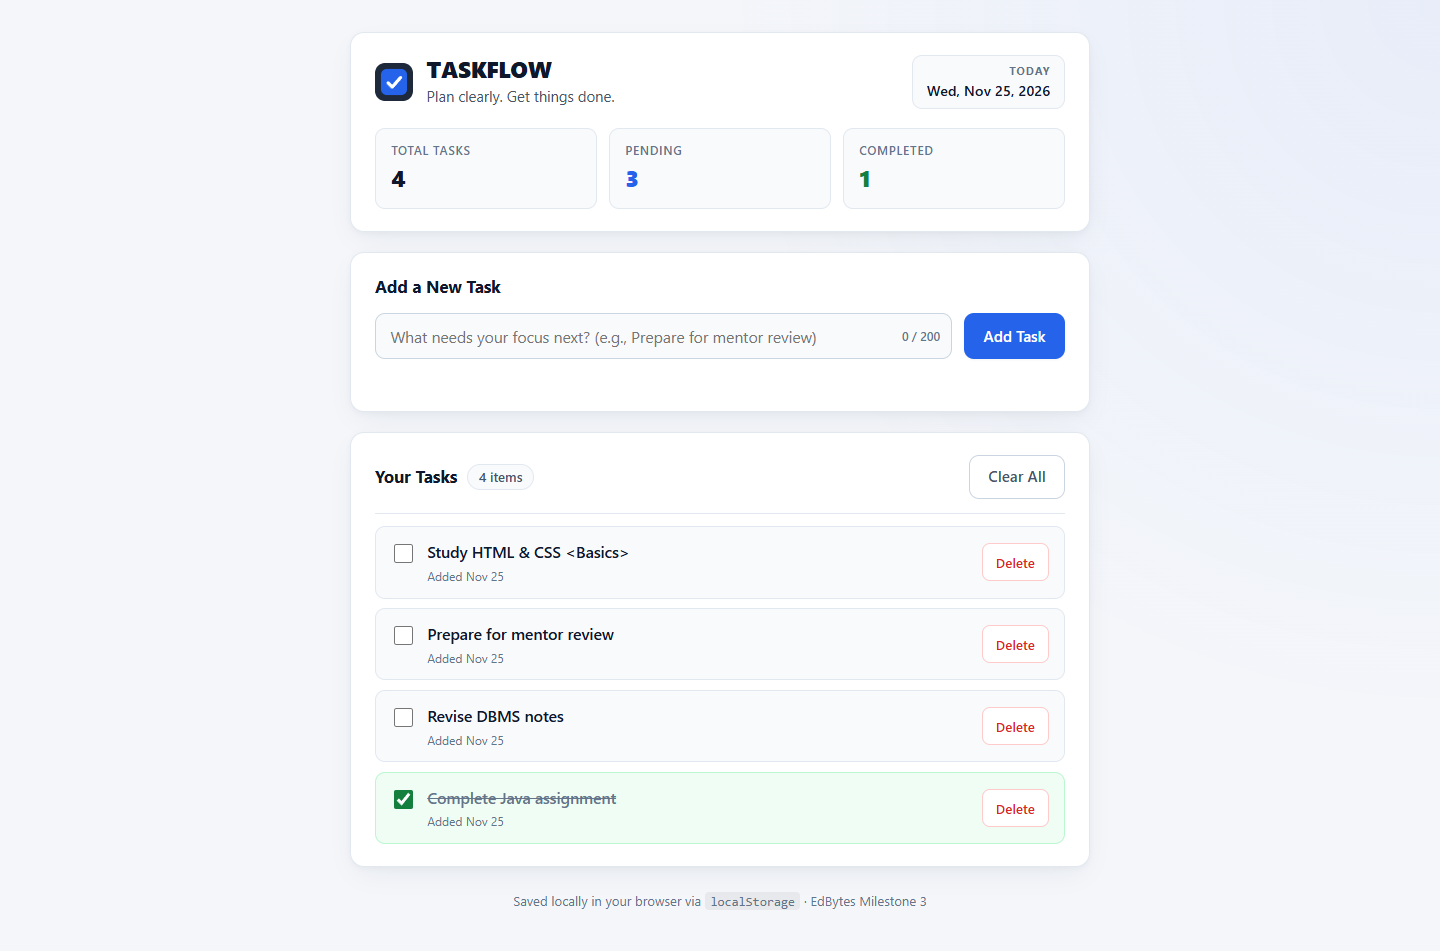 TASKFLOW
Plan clearly. Get things done.
TODAY
Wed, Nov 25, 2026
TOTAL TASKS
4
PENDING
3
COMPLETED
1
Add a New Task
What needs your focus next? (e.g., Prepare for mentor review)
0 / 200
Add Task
Your Tasks
4 items
Clear All
Study HTML & CSS <Basics>
Added Nov 25
Delete
Prepare for mentor review
Added Nov 25
Delete
Revise DBMS notes
Added Nov 25
Delete
Complete Java assignment
Added Nov 25
Delete
Saved locally in your browser via localStorage · EdBytes Milestone 3